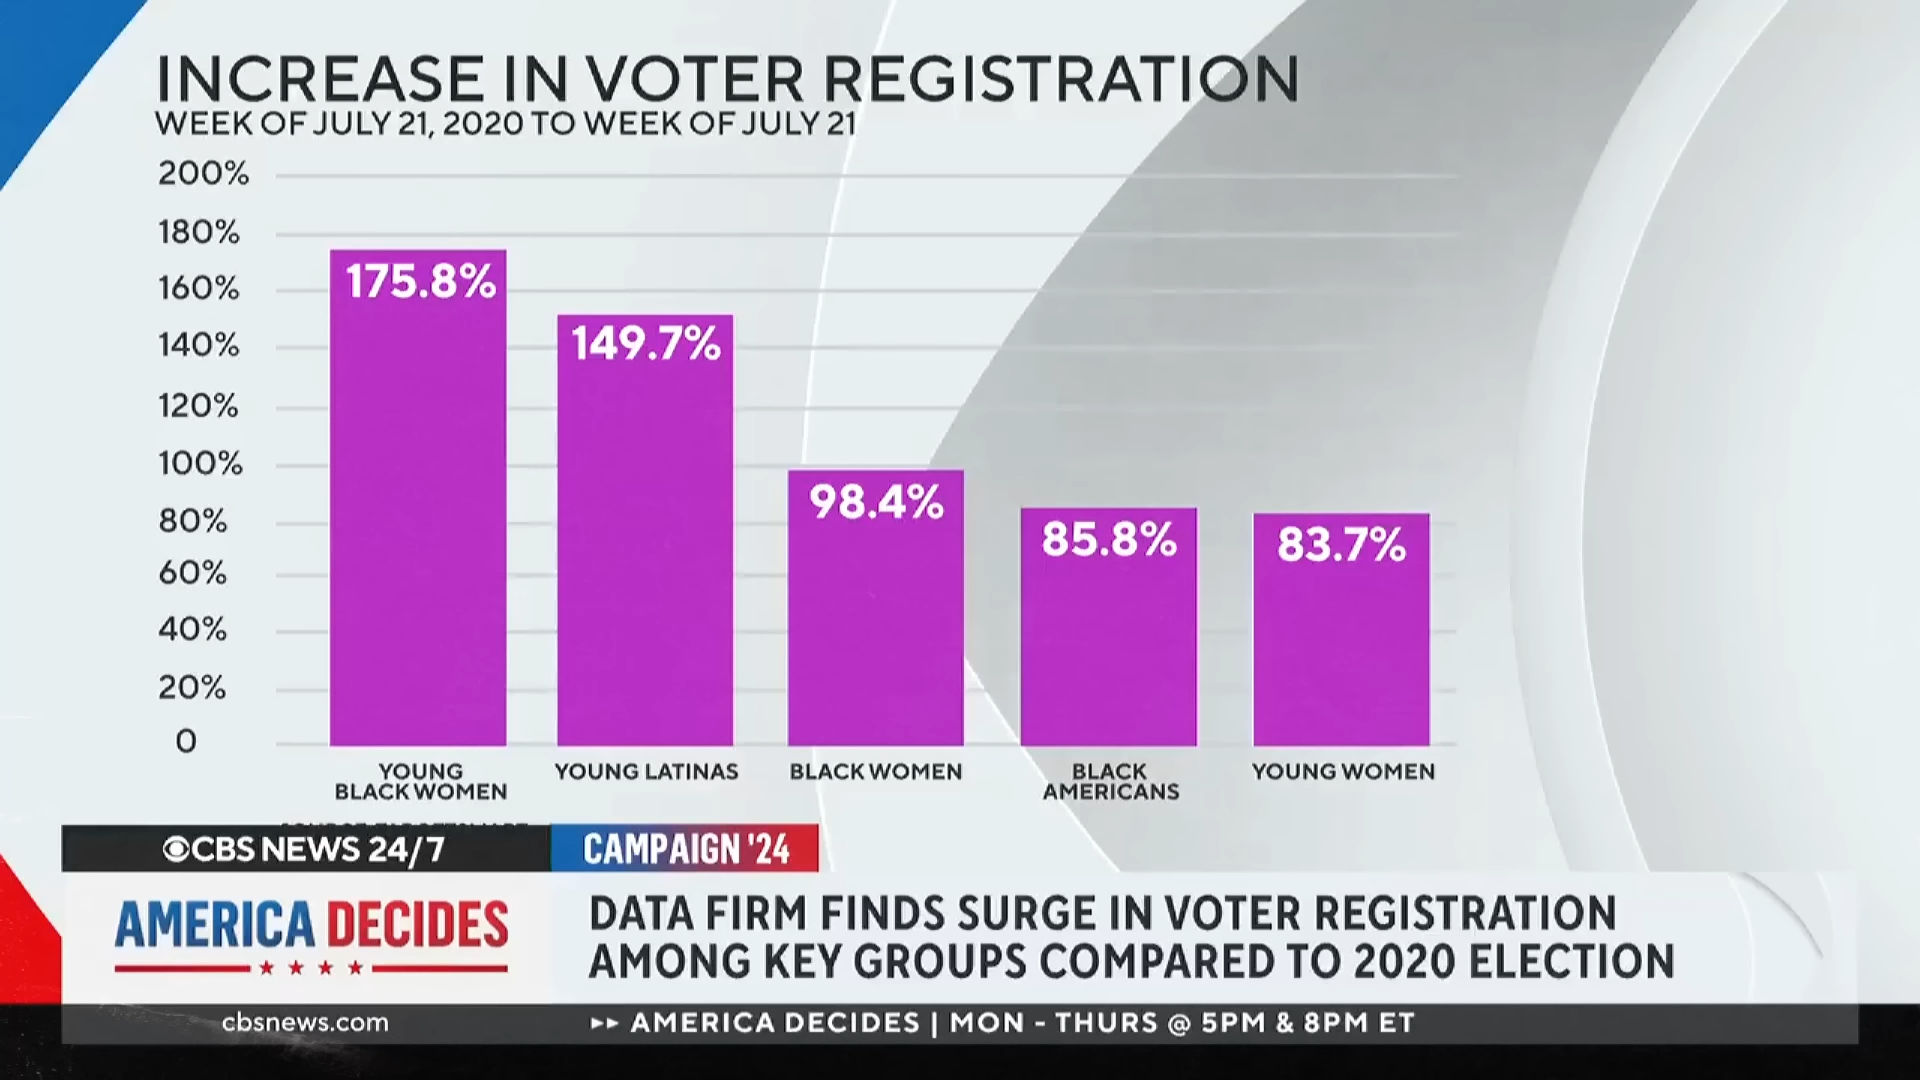 INCREASE IN VOTER REGISTRATION
WEEK OF JULY 21, 2020 TO WEEK OF JULY 21
200%
180%
160%
140%
120%
100%
80%
60%
40%
20%
0
175.8%
149.7%
98.4%
85.8%
83.7%
YOUNG
BLACK WOMEN
YOUNG LATINAS
BLACK WOMEN
BLACK
AMERICANS
YOUNG WOMEN
CBS NEWS 24/7
CAMPAIGN '24
AMERICA DECIDES
DATA FIRM FINDS SURGE IN VOTER REGISTRATION
AMONG KEY GROUPS COMPARED TO 2020 ELECTION
cbsnews.com
AMERICA DECIDES | MON - THURS @ 5PM & 8PM ET